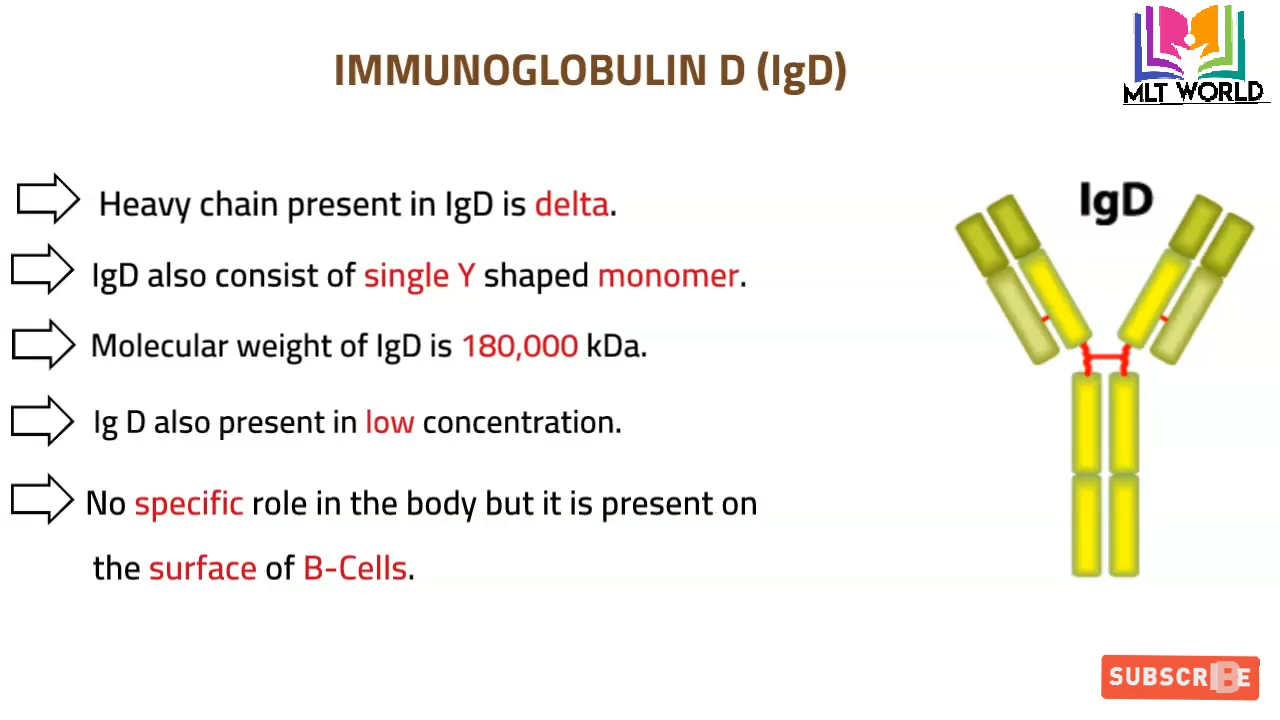 IMMUNOGLOBULIN D (IgD)
MLT WORLD
Heavy chain present in IgD is delta.
IgD also consist of single Y shaped monomer.
Molecular weight of IgD is 180,000 kDa.
Ig D also present in low concentration.
No specific role in the body but it is present on
the surface of B-Cells.
IgD
SUBSCRIBE